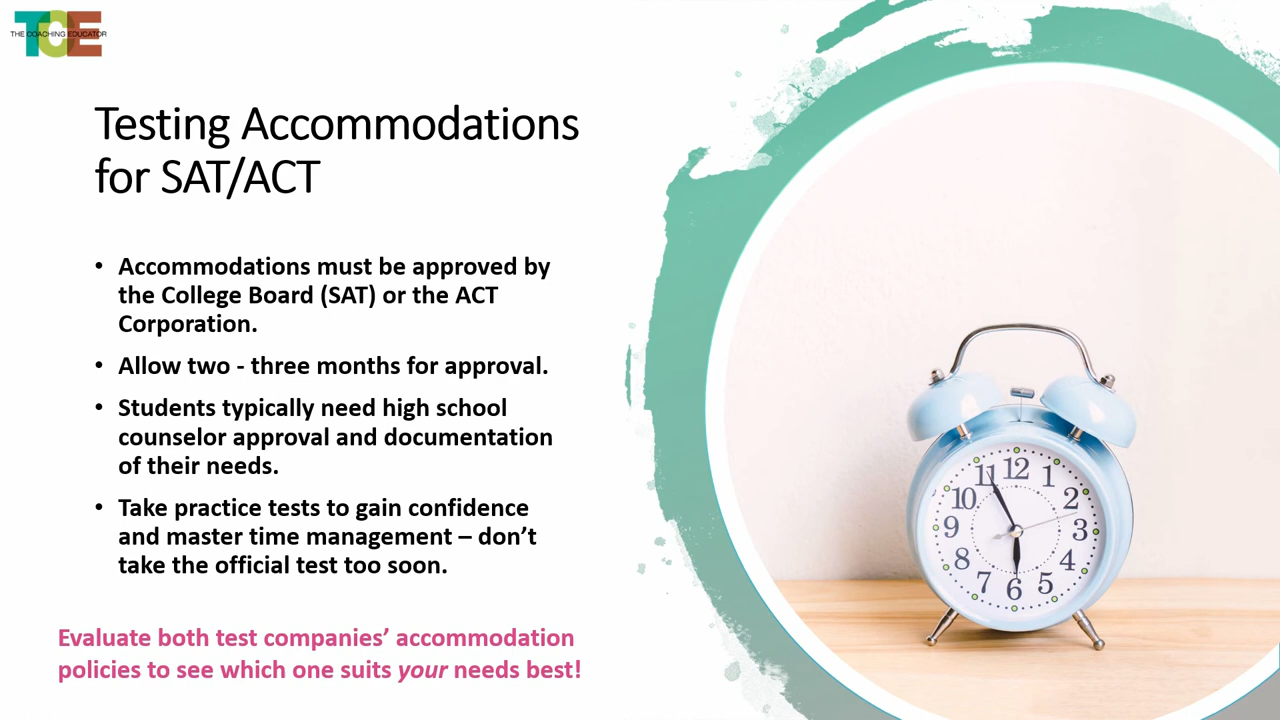 TCE
THE COACHING EDUCATOR
Testing Accommodations
for SAT/ACT
• Accommodations must be approved by
the College Board (SAT) or the ACT
Corporation.
• Allow two - three months for approval.
• Students typically need high school
counselor approval and documentation
of their needs.
• Take practice tests to gain confidence
and master time management – don’t
take the official test too soon.
Evaluate both test companies’ accommodation
policies to see which one suits your needs best!
12
1
2
3
4
5
6
7
8
9
10
11